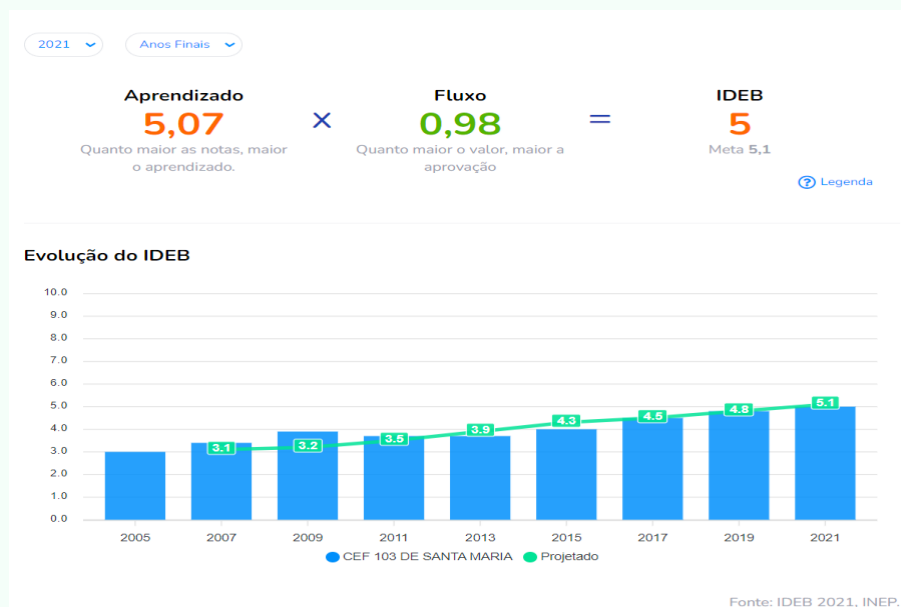 2021 Anos Finais
Aprendizado Fluxo IDEB
5,07 × 0,98 = 5
Quanto maior as notas, maior Quanto maior o valor, maior a Meta 5,1
o aprendizado. aprovação
? Legenda
Evolução do IDEB
10.0
9.0
8.0
7.0
6.0
5.0
4.0
3.0
2.0
1.0
0.0
3.1 3.2 3.5 3.9 4.3 4.5 4.8 5.1
2005 2007 2009 2011 2013 2015 2017 2019 2021
CEF 103 DE SANTA MARIA Projetado
Fonte: IDEB 2021, INEP.